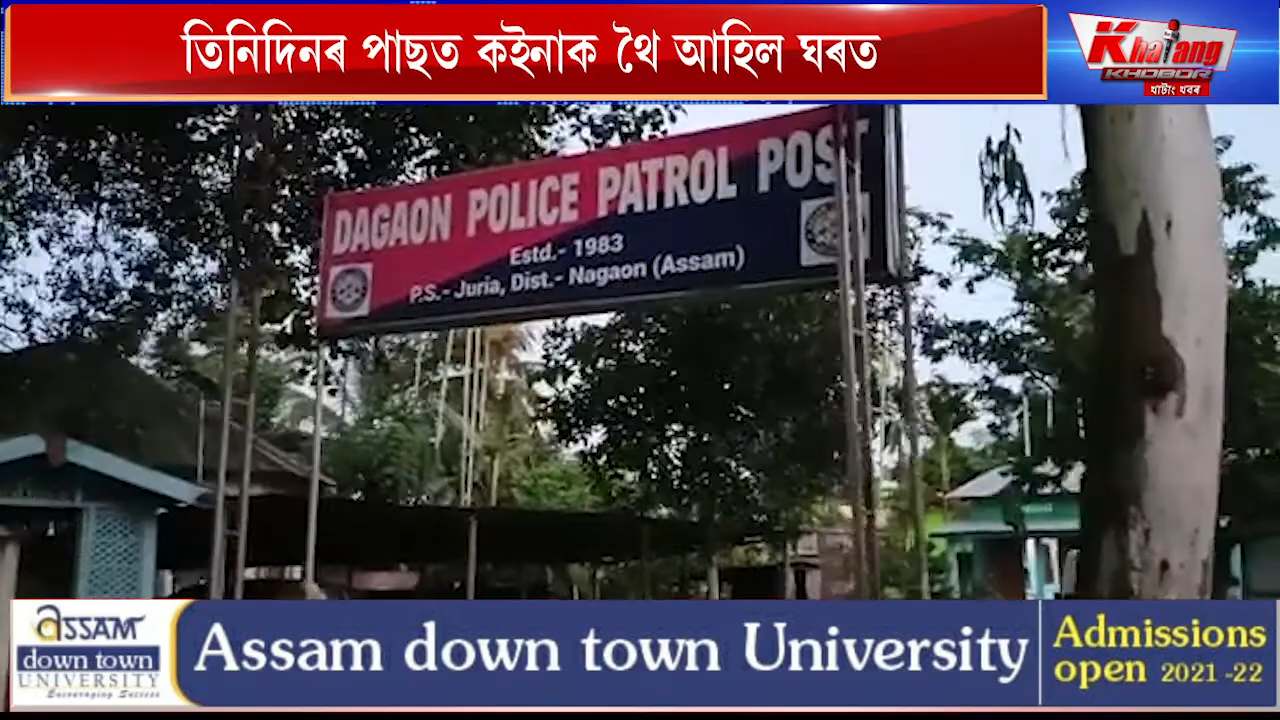 তিনিদিনৰ পাছত কইনাক থৈ আহিল ঘৰত
Khatang
KHOBOR
খাটাং খবৰ
DAGAON POLICE PATROL POST
Estd.- 1983
P.S.- Juria, Dist.- Nagaon (Assam)
ASSAM
down town
UNIVERSITY
Encouraging Success
Assam down town University
Admissions
open 2021 -22